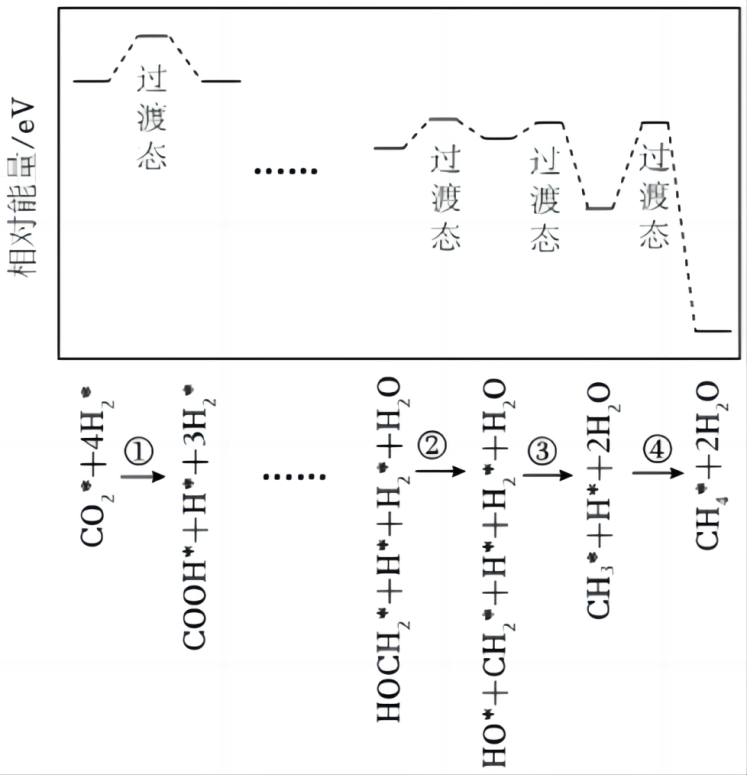 相对能量/eV
过渡态
······
过渡态
过渡态
过渡态
CO₂*+4H₂*
①
COOH*+H*+3H₂*
······
HOCH₂*+H*+H₂*+H₂O
②
HO*+CH₂*+H*+H₂*+H₂O
③
CH₃*+H*+2H₂O
④
CH₄*+2H₂O